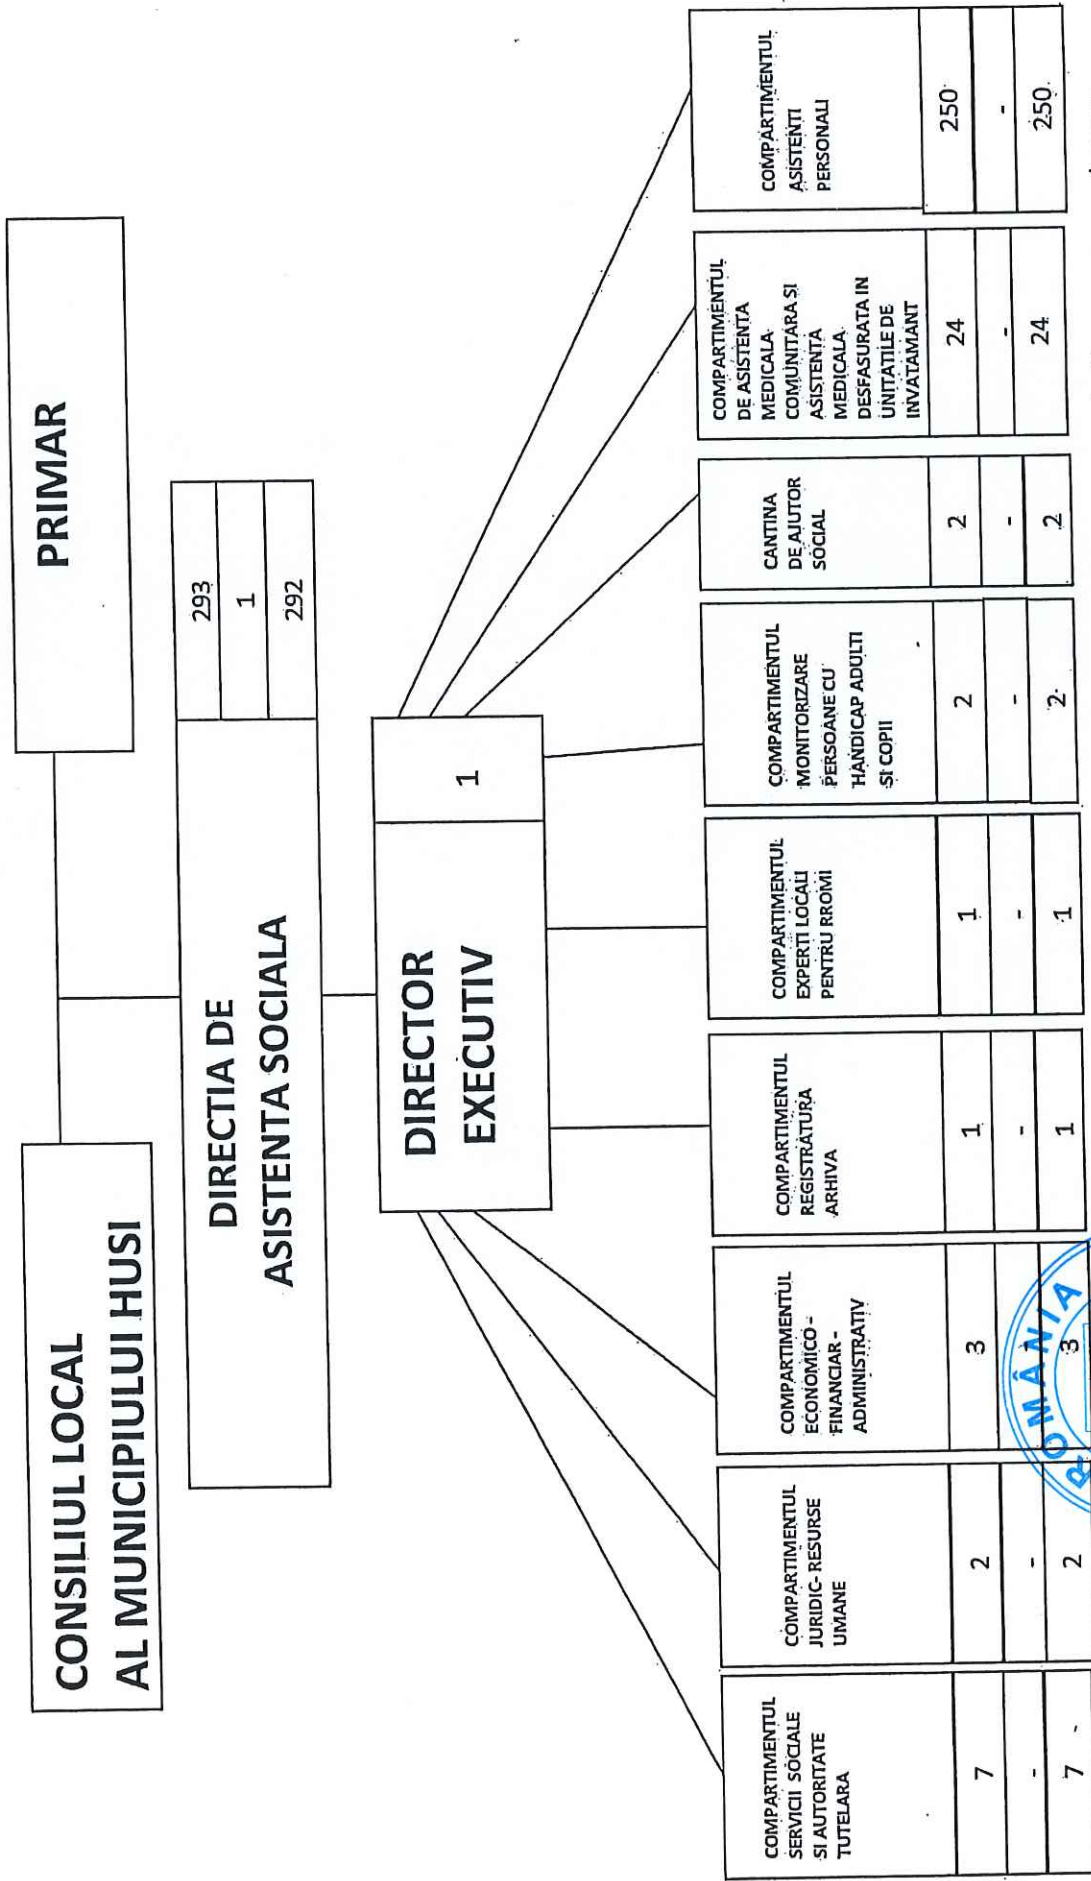 CONSILIUL LOCAL
AL MUNICIPIULUI HUSI
PRIMAR
DIRECTIA DE
ASISTENTA SOCIALA
293
1
292
DIRECTOR
EXECUTIV
1
COMPARTIMENTUL
SERVICII SOCIALE
SI AUTORITATE
TUTELARA
7
-
7
COMPARTIMENTUL
JURIDIC- RESURSE
UMANE
2
-
2
COMPARTIMENTUL
ECONOMICO -
FINANCIAR -
ADMINISTRATIV
3
3
COMPARTIMENTUL
REGISTRATURA
ARHIVA
1
-
1
COMPARTIMENTUL
EXPERTI LOCALI
PENTRU RROMI
1
-
1
COMPARTIMENTUL
MONITORIZARE
PERSOANE CU
HANDICAP ADULTI
SI COPII
2
-
2
CANTINA
DE AJUTOR
SOCIAL
2
-
2
COMPARTIMENTUL
DE ASISTENTA
MEDICALA
COMUNITARA SI
ASISTENTA
MEDICALA
DESFASURATA IN
UNITATILE DE
INVATAMANT
24
-
24
COMPARTIMENTUL
ASISTENTI
PERSONALI
250
-
250
ROMÂNIA